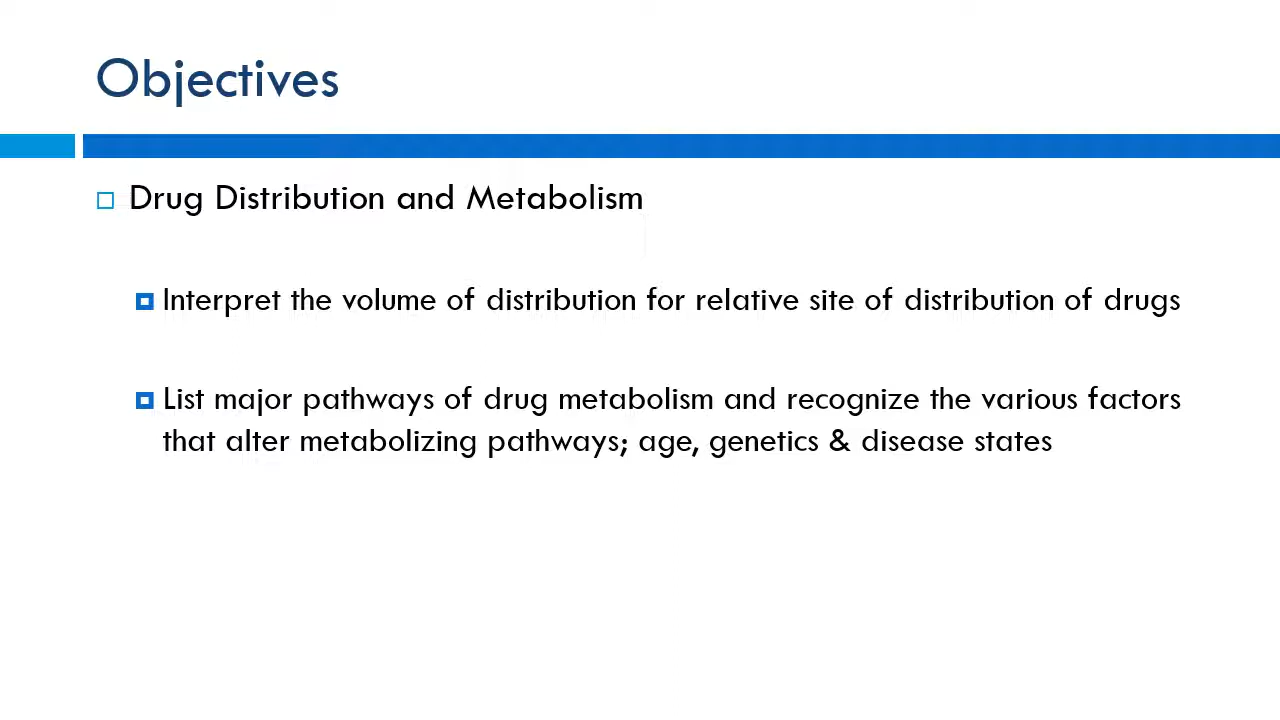 Objectives
Drug Distribution and Metabolism
Interpret the volume of distribution for relative site of distribution of drugs
List major pathways of drug metabolism and recognize the various factors
that alter metabolizing pathways; age, genetics & disease states